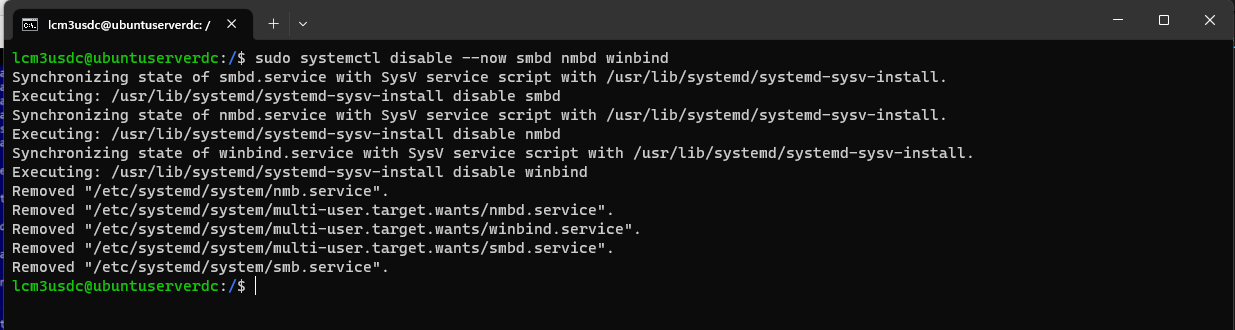 lcm3usdc@ubuntuserverdc: /
lcm3usdc@ubuntuserverdc:/$ sudo systemctl disable --now smbd nmbd winbind
Synchronizing state of smbd.service with SysV service script with /usr/lib/systemd/systemd-sysv-install.
Executing: /usr/lib/systemd/systemd-sysv-install disable smbd
Synchronizing state of nmbd.service with SysV service script with /usr/lib/systemd/systemd-sysv-install.
Executing: /usr/lib/systemd/systemd-sysv-install disable nmbd
Synchronizing state of winbind.service with SysV service script with /usr/lib/systemd/systemd-sysv-install.
Executing: /usr/lib/systemd/systemd-sysv-install disable winbind
Removed "/etc/systemd/system/nmb.service".
Removed "/etc/systemd/system/multi-user.target.wants/nmbd.service".
Removed "/etc/systemd/system/multi-user.target.wants/winbind.service".
Removed "/etc/systemd/system/multi-user.target.wants/smbd.service".
Removed "/etc/systemd/system/smb.service".
lcm3usdc@ubuntuserverdc:/$